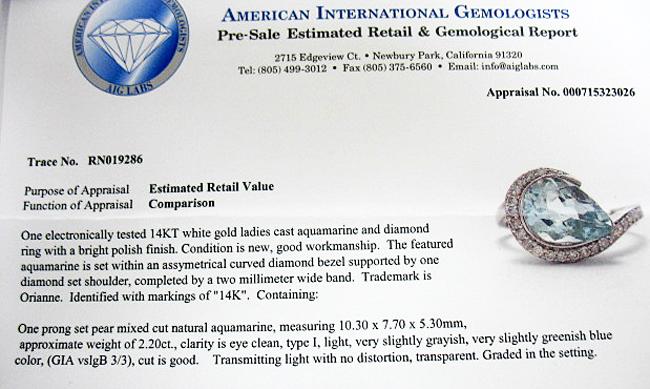 AMERICAN INTERNATIONAL GEMOLOGISTS
AIG LABS
AMERICAN INTERNATIONAL GEMOLOGISTS
Pre-Sale Estimated Retail & Gemological Report
2715 Edgeview Ct. • Newbury Park, California 91320
Tel: (805) 499-3012 • Fax (805) 375-6560 • Email: info@aiglabs.com
Appraisal No. 000715323026
Trace No. RN019286
Purpose of Appraisal Estimated Retail Value
Function of Appraisal Comparison
One electronically tested 14KT white gold ladies cast aquamarine and diamond
ring with a bright polish finish. Condition is new, good workmanship. The featured
aquamarine is set within an assymetrical curved diamond bezel supported by one
diamond set shoulder, completed by a two millimeter wide band. Trademark is
Orianne. Identified with markings of "14K". Containing:
One prong set pear mixed cut natural aquamarine, measuring 10.30 x 7.70 x 5.30mm,
approximate weight of 2.20ct., clarity is eye clean, type I, light, very slightly grayish, very slightly greenish blue
color, (GIA vslgB 3/3), cut is good. Transmitting light with no distortion, transparent. Graded in the setting.